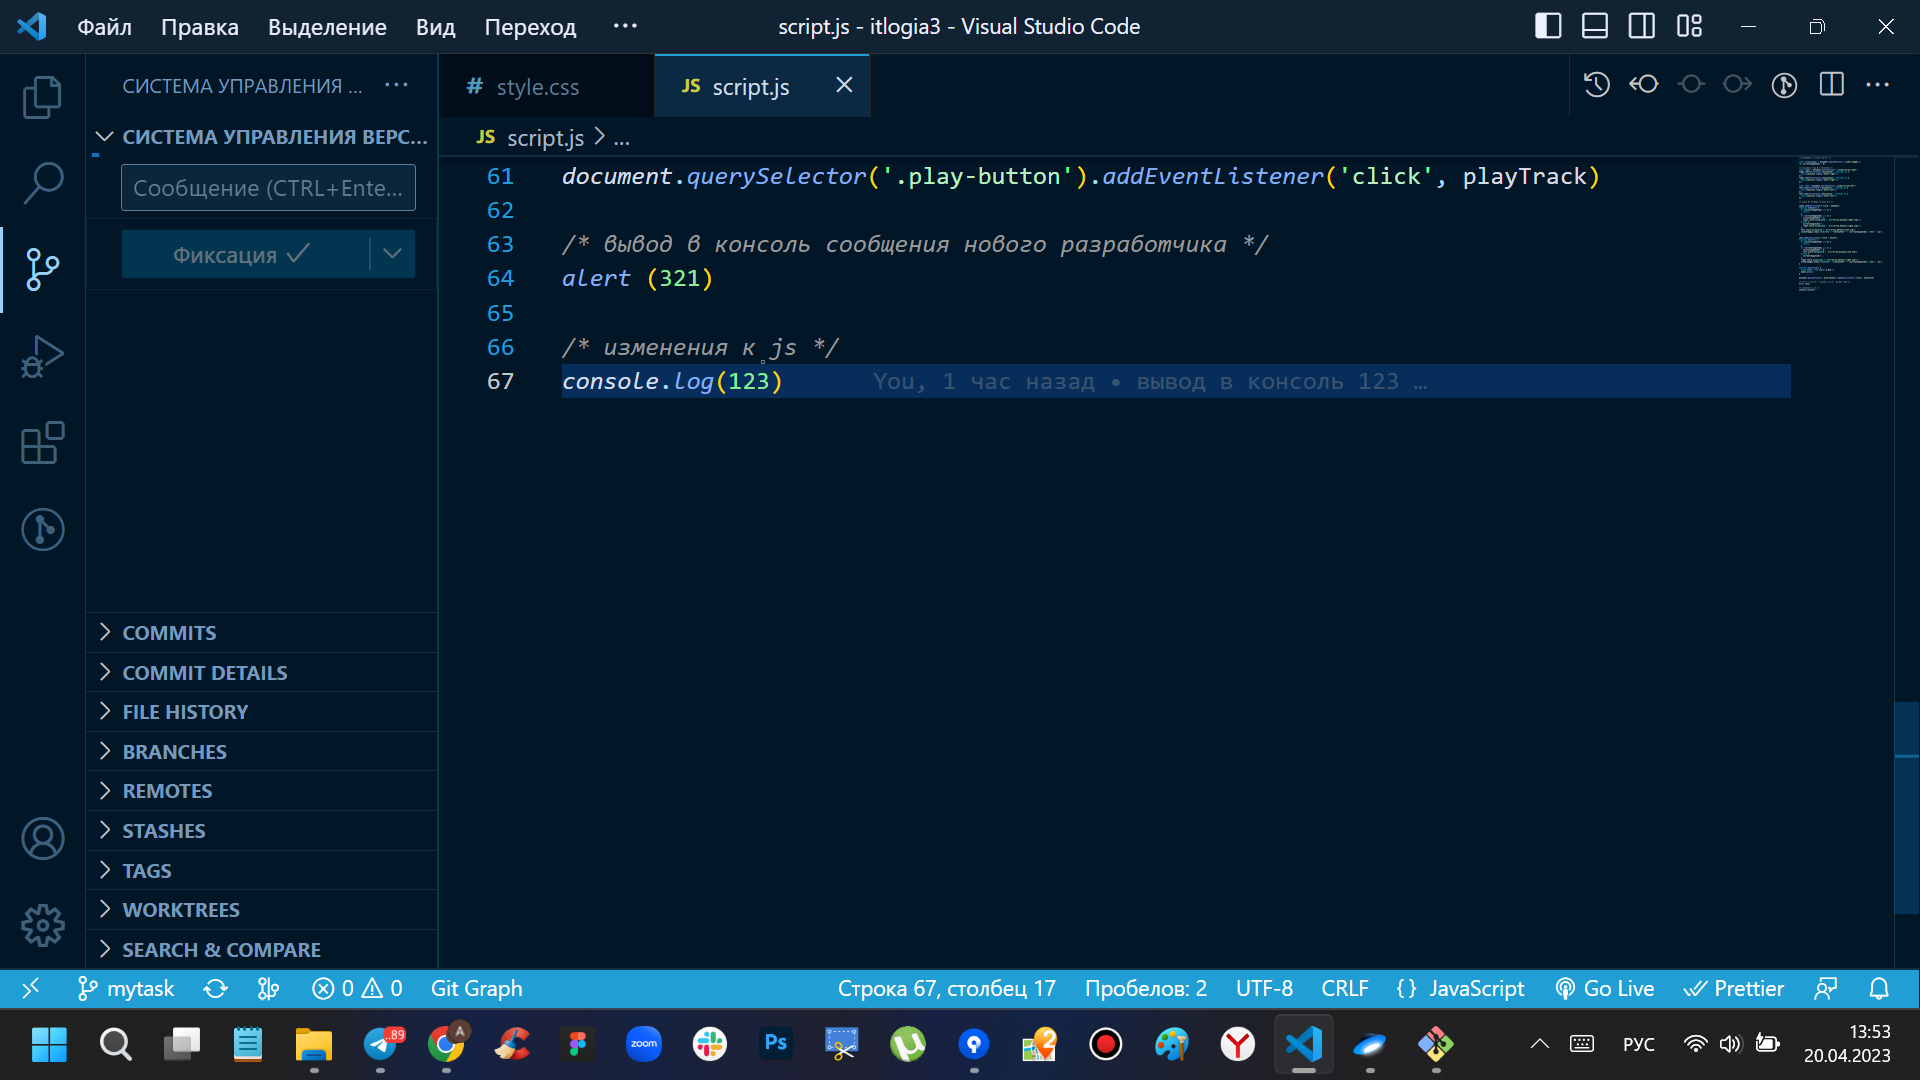 Файл Правка Выделение Вид Переход ··· script.js - itlogia3 - Visual Studio Code
СИСТЕМА УПРАВЛЕНИЯ ... ···
# style.css JS script.js
СИСТЕМА УПРАВЛЕНИЯ ВЕРС...
JS script.js > ...
Сообщение (CTRL+Ente...
Фиксация
61 document.querySelector('.play-button').addEventListener('click', playTrack)
62
63 /* вывод в консоль сообщения нового разработчика */
64 alert (321)
65
66 /* изменения к js */
67 console.log(123) You, 1 час назад • вывод в консоль 123 …
COMMITS
COMMIT DETAILS
FILE HISTORY
BRANCHES
REMOTES
STASHES
TAGS
WORKTREES
SEARCH & COMPARE
mytask 0 0 Git Graph Строка 67, столбец 17 Пробелов: 2 UTF-8 CRLF {} JavaScript Go Live Prettier
..89 A zoom Ps 2 РУС 13:53
20.04.2023